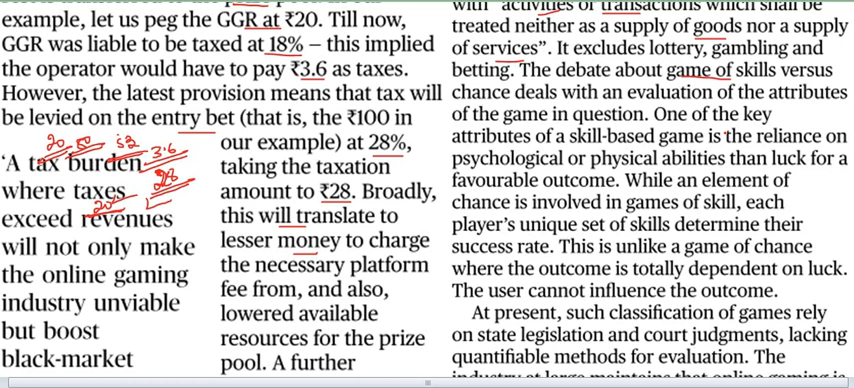 example, let us peg the GGR at ₹20. Till now,
GGR was liable to be taxed at 18% – this implied
the operator would have to pay ₹3.6 as taxes.
However, the latest provision means that tax will
be levied on the entry bet (that is, the ₹100 in
our example) at 28%,
taking the taxation
amount to ₹28. Broadly,
this will translate to
lesser money to charge
the necessary platform
fee from, and also,
lowered available
resources for the prize
pool. A further
20
3.6
28
20
‘A tax burden
where taxes
exceed revenues
will not only make
the online gaming
industry unviable
but boost
black-market
with “activities or transactions which shall be
treated neither as a supply of goods nor a supply
of services”. It excludes lottery, gambling and
betting. The debate about game of skills versus
chance deals with an evaluation of the attributes
of the game in question. One of the key
attributes of a skill-based game is the reliance on
psychological or physical abilities than luck for a
favourable outcome. While an element of
chance is involved in games of skill, each
player’s unique set of skills determine their
success rate. This is unlike a game of chance
where the outcome is totally dependent on luck.
The user cannot influence the outcome.
At present, such classification of games rely
on state legislation and court judgments, lacking
quantifiable methods for evaluation. The